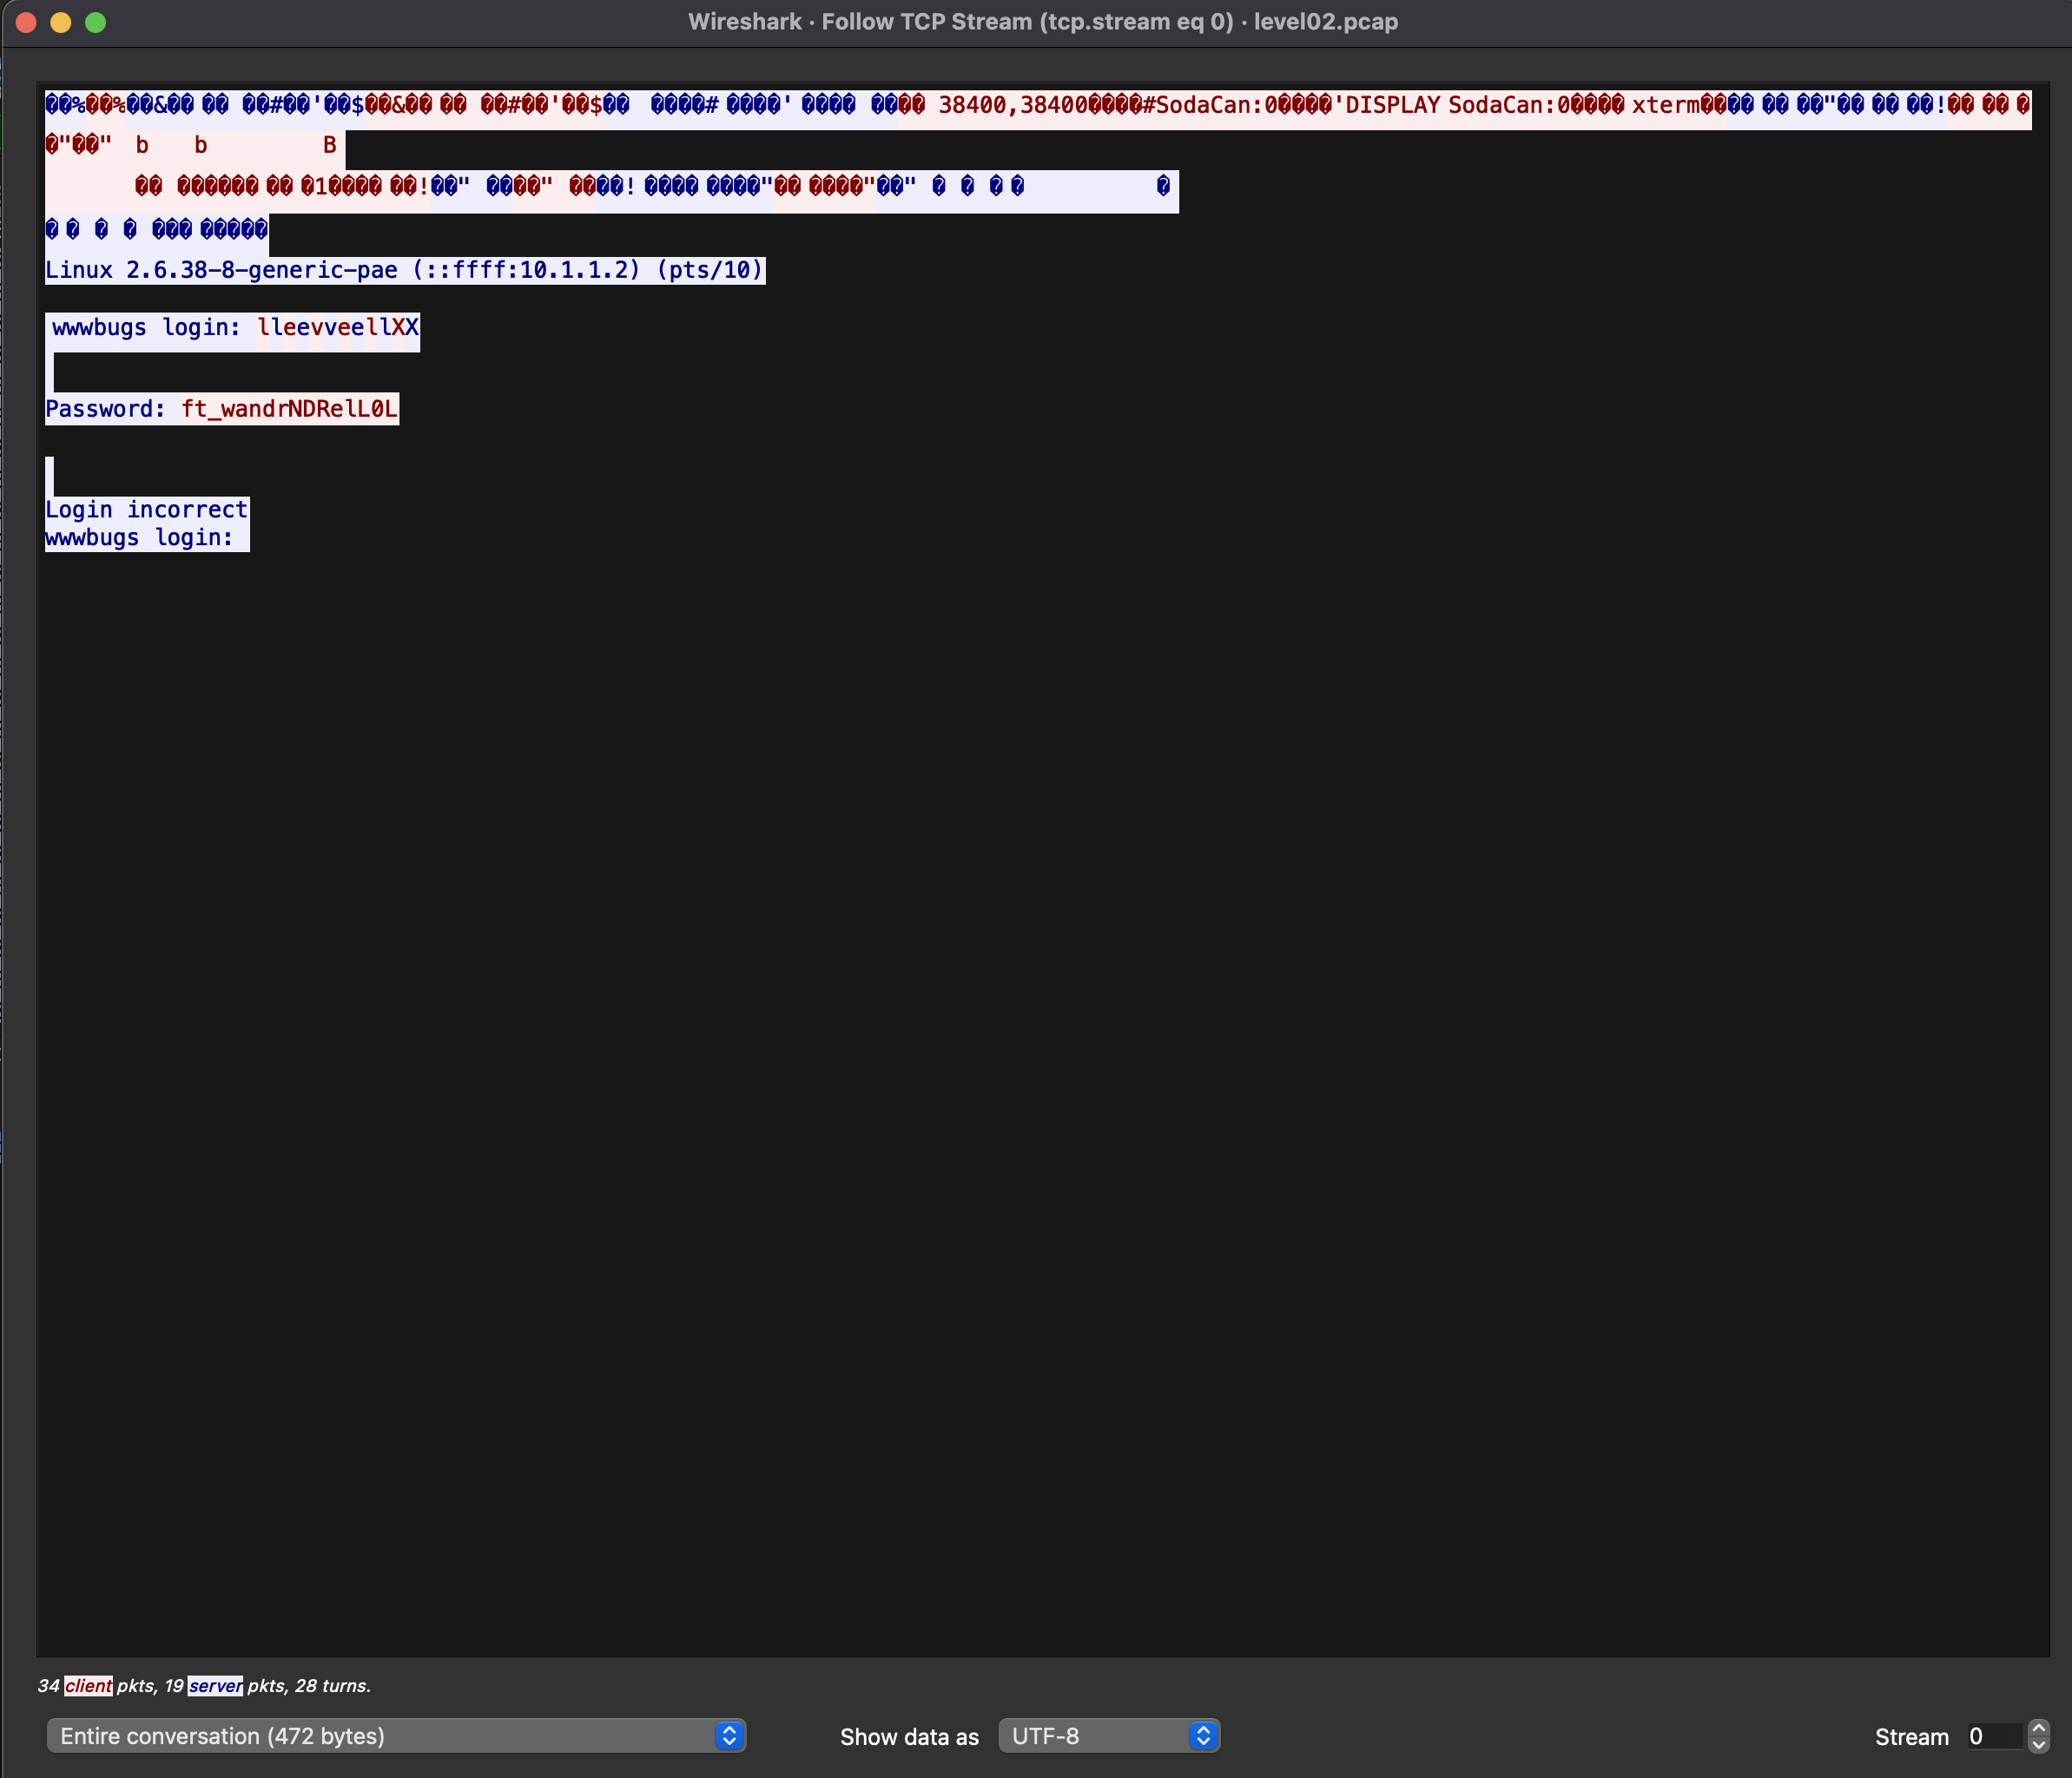 Wireshark · Follow TCP Stream (tcp.stream eq 0) · level02.pcap
��%��%��&�� �� ��#��'��$��&�� �� ��#��'��$�� ����# ����' ���� ���� 38400,38400����#SodaCan:0����'DISPLAY SodaCan:0���� xterm���� �� ��"�� �� ��!�� �� �
�"��" b b B
�� ������ �� �1���� ��!��" ����" ����! ���� ����"�� ����"��" � � � � �
� � � � ��� �����
Linux 2.6.38-8-generic-pae (::ffff:10.1.1.2) (pts/10)
wwwbugs login: lleevveellXX
Password: ft_wandrNDRelL0L
Login incorrect
wwwbugs login:
34 client pkts, 19 server pkts, 28 turns.
Entire conversation (472 bytes) Show data as UTF-8 Stream 0